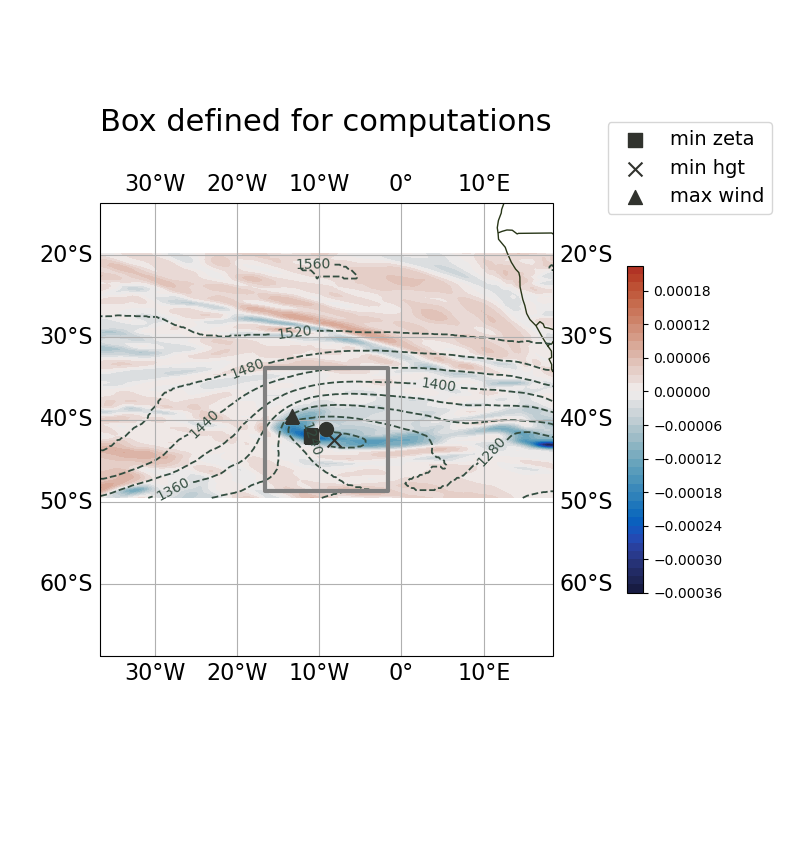 Box defined for computations
min zeta
min hgt
max wind
30°W 20°W 10°W 0° 10°E
20°S 20°S
30°S 30°S
40°S 40°S
50°S 50°S
60°S 60°S
30°W 20°W 10°W 0° 10°E
1560
1520
1480
1400
1440
1280
1360
0.00018
0.00012
0.00006
0.00000
−0.00006
−0.00012
−0.00018
−0.00024
−0.00030
−0.00036